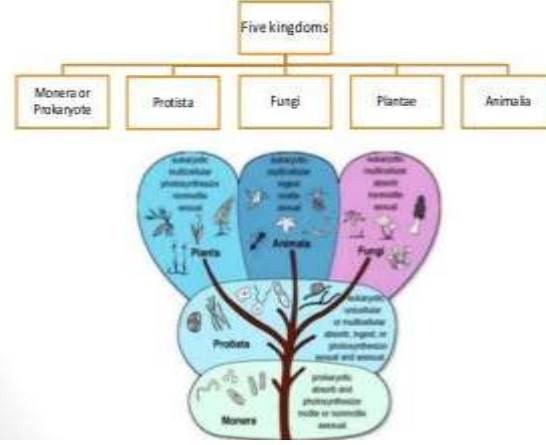 Five kingdoms
Monera or
Prokaryote
Protista
Fungi
Plantae
Animalia
eukaryotic
multicellular
photosynthesize
nonmotile
sexual
Plants
eukaryotic
multicellular
ingest
motile
sexual
Animals
eukaryotic
multicellular
absorb
nonmotile
sexual
Fungi
Protista
eukaryotic
unicellular
or multicellular
absorb, ingest, or
photosynthesize
sexual and asexual
Monera
prokaryotic
absorb and
photosynthesize
motile or nonmotile
asexual